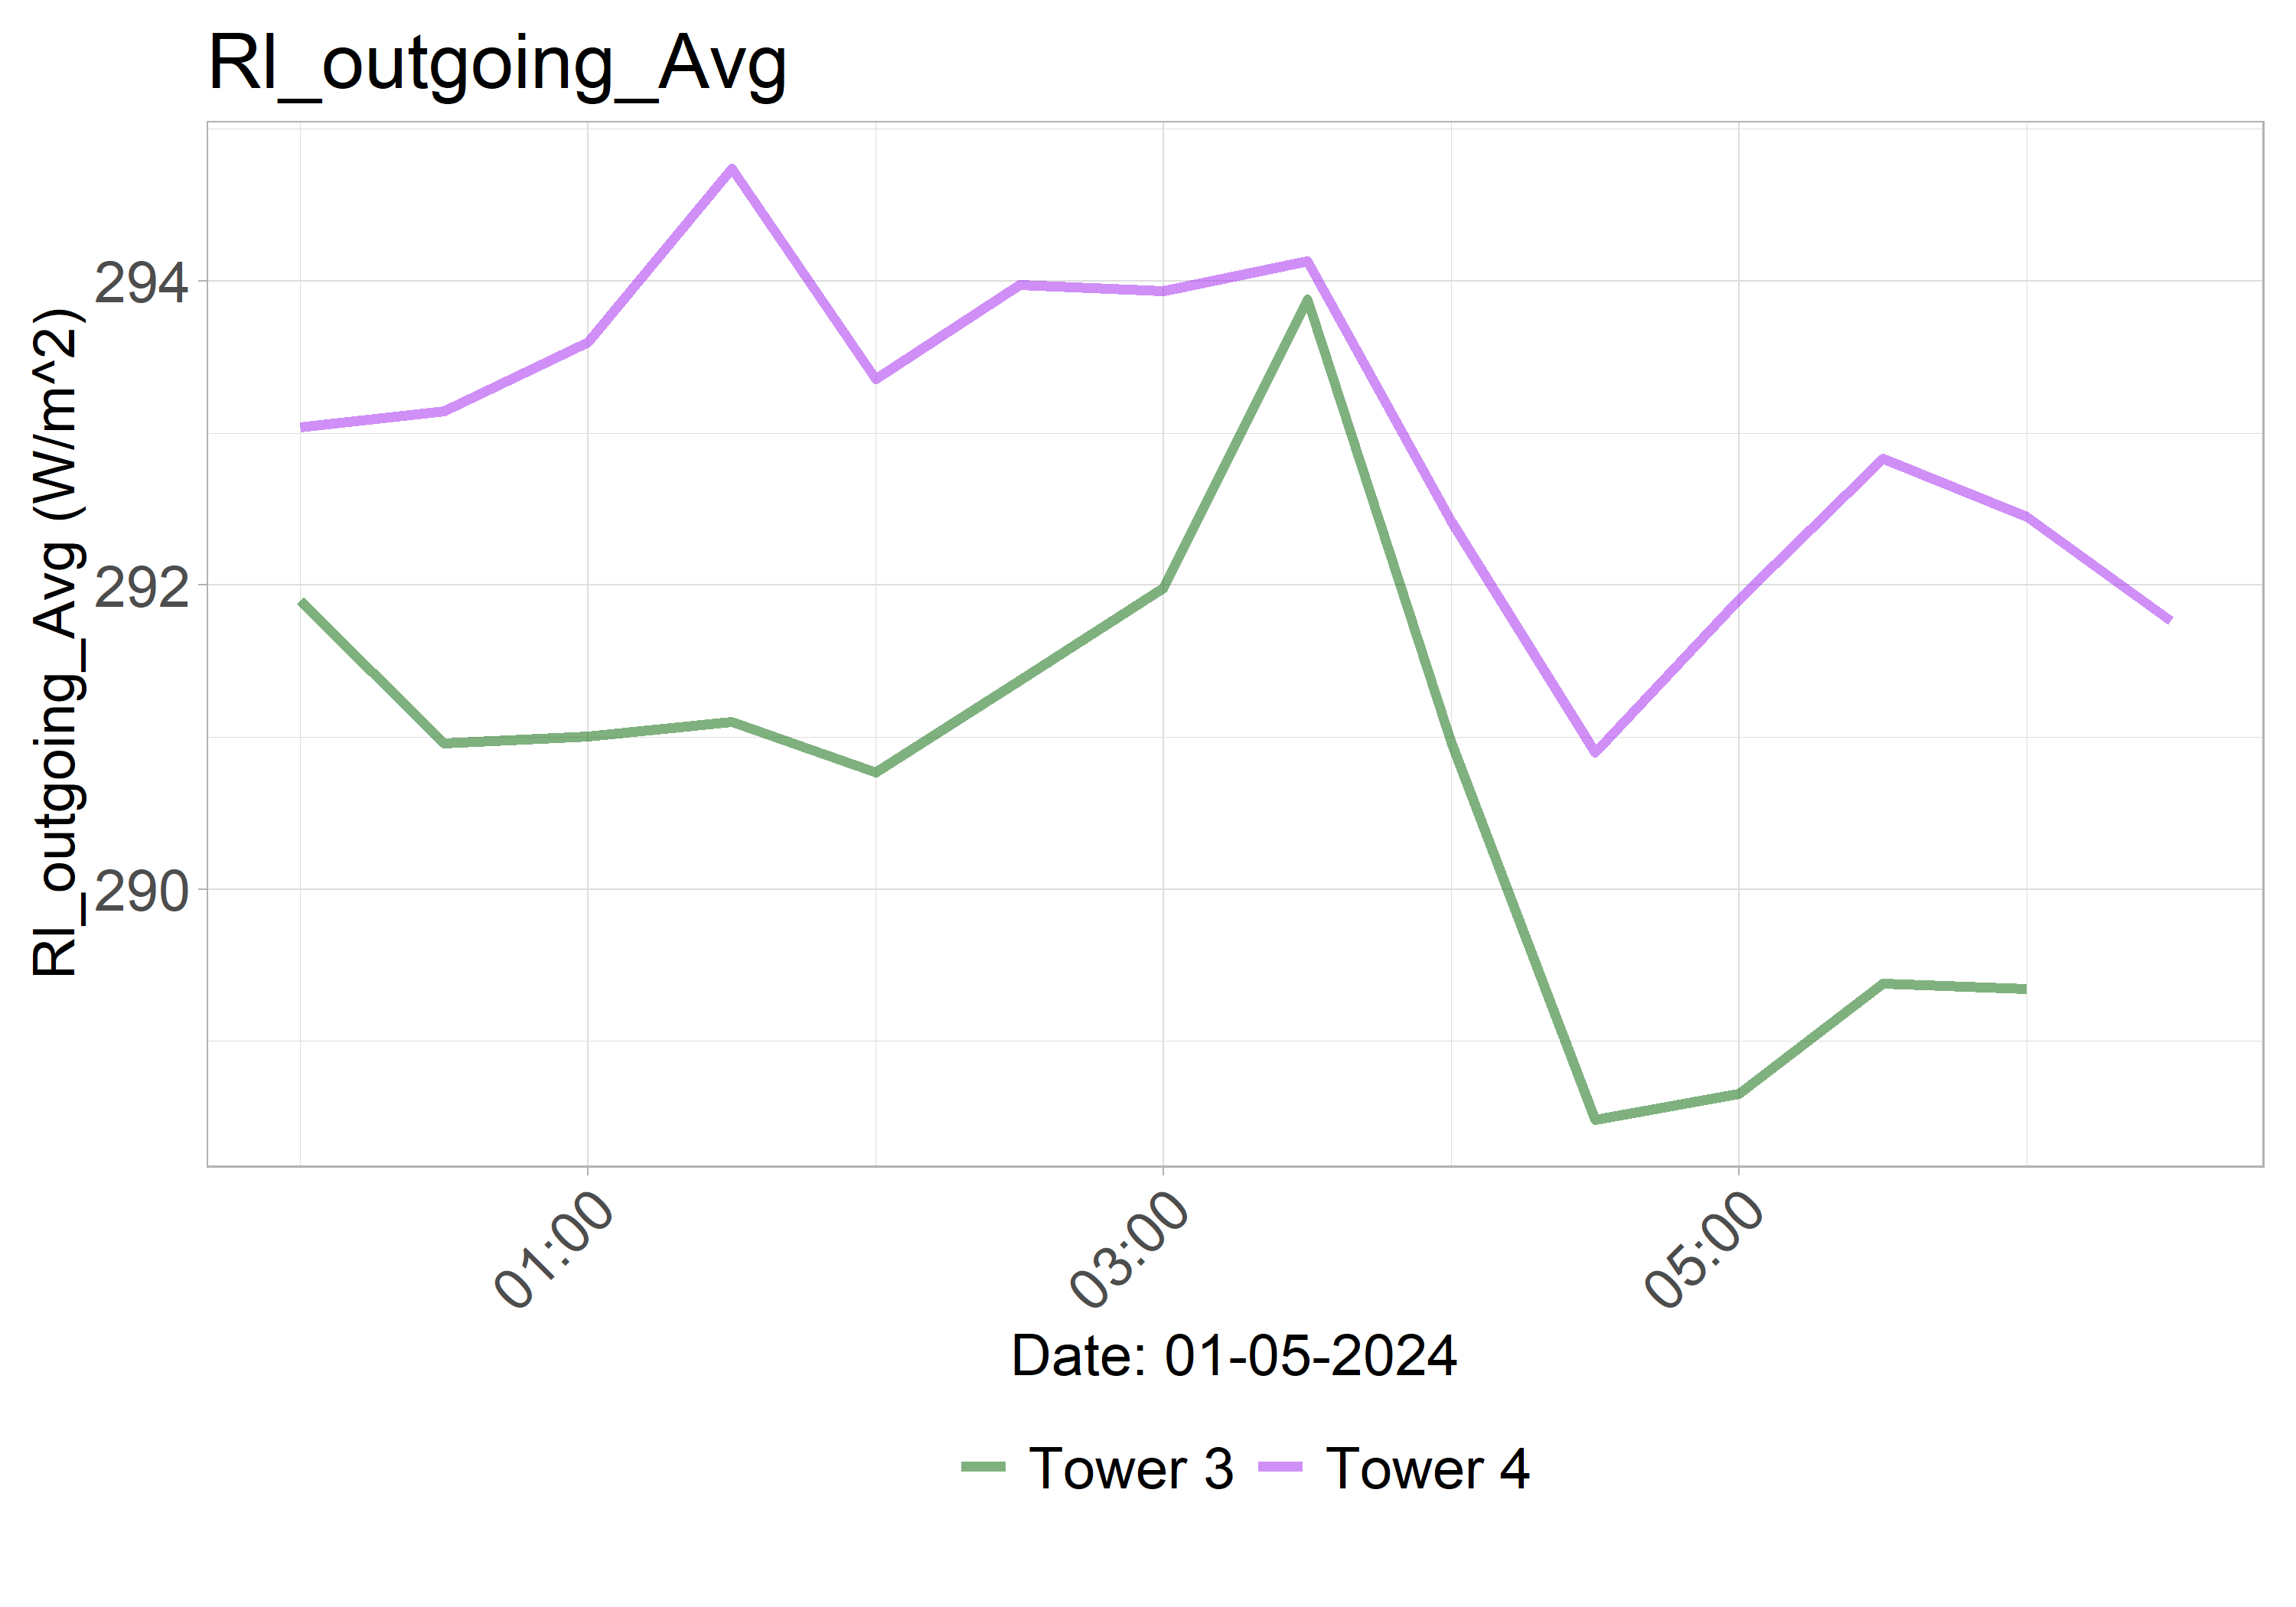 Rl_outgoing_Avg
Rl_outgoing_Avg (W/m^2)
294
292
290
01:00
03:00
05:00
Date: 01-05-2024
Tower 3
Tower 4